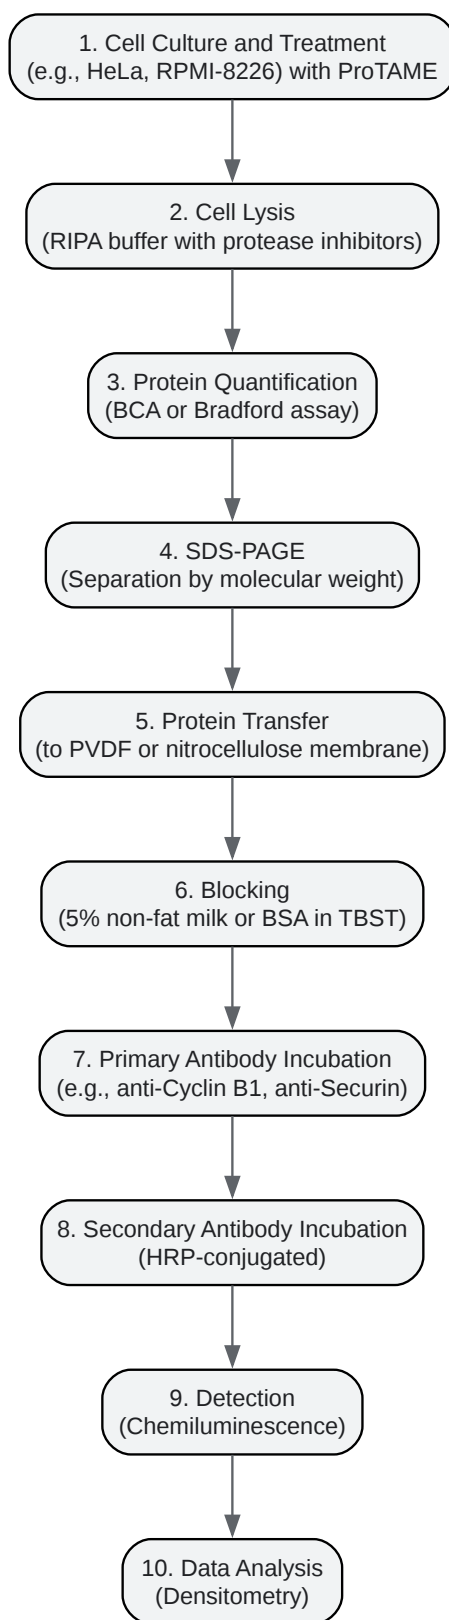 1. Cell Culture and Treatment
(e.g., HeLa, RPMI-8226) with ProTAME
2. Cell Lysis
(RIPA buffer with protease inhibitors)
3. Protein Quantification
(BCA or Bradford assay)
4. SDS-PAGE
(Separation by molecular weight)
5. Protein Transfer
(to PVDF or nitrocellulose membrane)
6. Blocking
(5% non-fat milk or BSA in TBST)
7. Primary Antibody Incubation
(e.g., anti-Cyclin B1, anti-Securin)
8. Secondary Antibody Incubation
(HRP-conjugated)
9. Detection
(Chemiluminescence)
10. Data Analysis
(Densitometry)